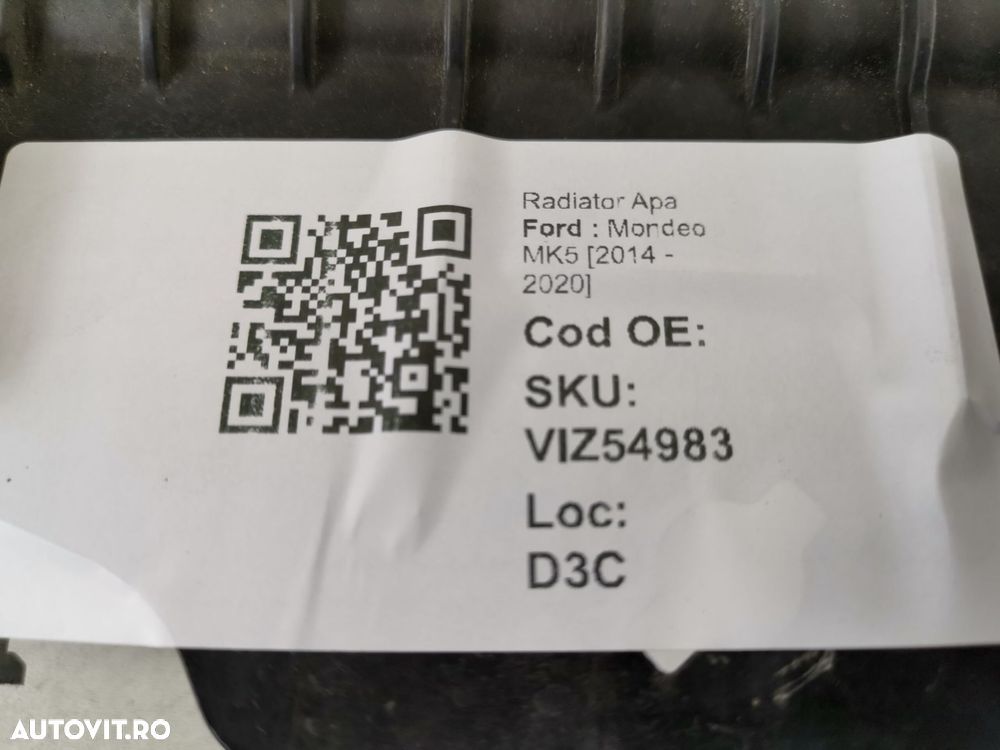 Radiator Apa
Ford : Mondeo
MK5 [2014 -
2020]
Cod OE:
SKU:
VIZ54983
Loc:
D3C
AUTOVIT.RO